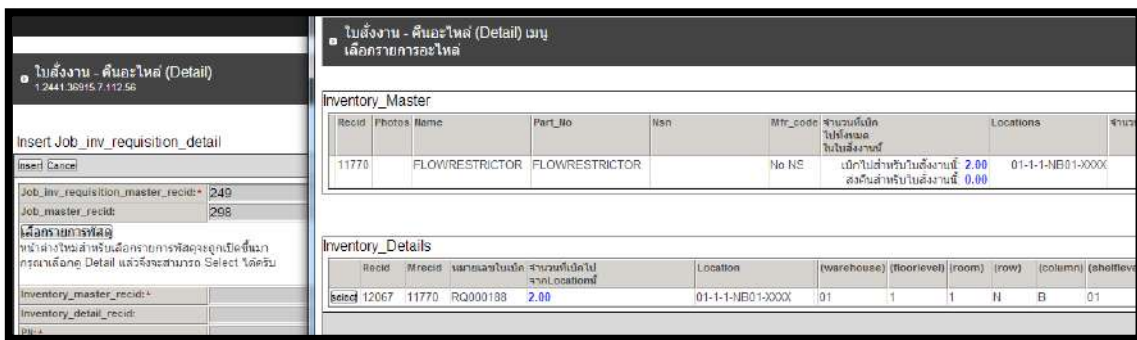 ใบสั่งงาน - คืนอะไหล่ (Detail)
1.2441.36915.7.112.56
Insert Job_inv_requisition_detail
Insert Cancel
Job_inv_requisition_master_recid:* 249
Job_master_recid: 298
เลือกรายการพัสดุ
หน้าต่างใหม่สำหรับเลือกรายการพัสดุจะถูกเปิดขึ้นมา
กรุณาเลือกดู Detail แล้วจึงจะสามารถ Select ได้ครับ
Inventory_master_recid:*
Inventory_detail_recid:
ใบสั่งงาน - คืนอะไหล่ (Detail) เมนู
เลือกรายการอะไหล่
Inventory_Master
Recid Photos Name Part_No Nsn Mfr_code จำนวนที่เบิก Locations
ไปทั้งหมด
ในใบสั่งงานนี้
11770 FLOWRESTRICTOR FLOWRESTRICTOR No NS เบิกไปสำหรับใบสั่งงานนี้: 2.00 01-1-1-NB01-XXXX
ส่งคืนสำหรับใบสั่งงานนี้: 0.00
Inventory_Details
Recid Mrecid หมายเลขใบเบิก จำนวนที่เบิกไป Location (warehouse) (floorlevel) (room) (row) (column) (shelfleve
จากLocationนี้
select 12067 11770 RQ000188 2.00 01-1-1-NB01-XXXX 01 1 1 N B 01